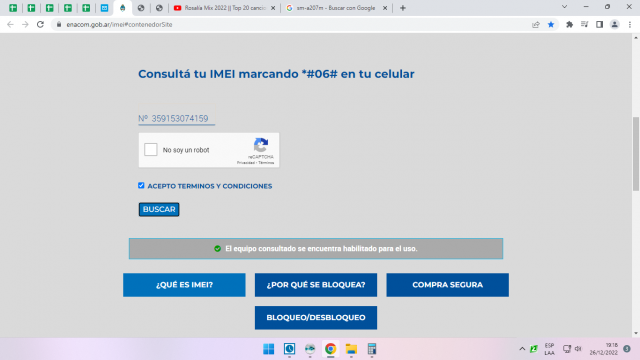 Rosalía Mix 2022 || Top 20 cancio
sm-a207m - Buscar con Google
enacom.gob.ar/imei#contenedorSite
Consultá tu IMEI marcando *#06# en tu celular
Nº 359153074159
No soy un robot
reCAPTCHA
Privacidad - Términos
ACEPTO TERMINOS Y CONDICIONES
BUSCAR
El equipo consultado se encuentra habilitado para el uso.
¿QUÉ ES IMEI?
¿POR QUÉ SE BLOQUEA?
COMPRA SEGURA
BLOQUEO/DESBLOQUEO
ESP
LAA
19:18
26/12/2022